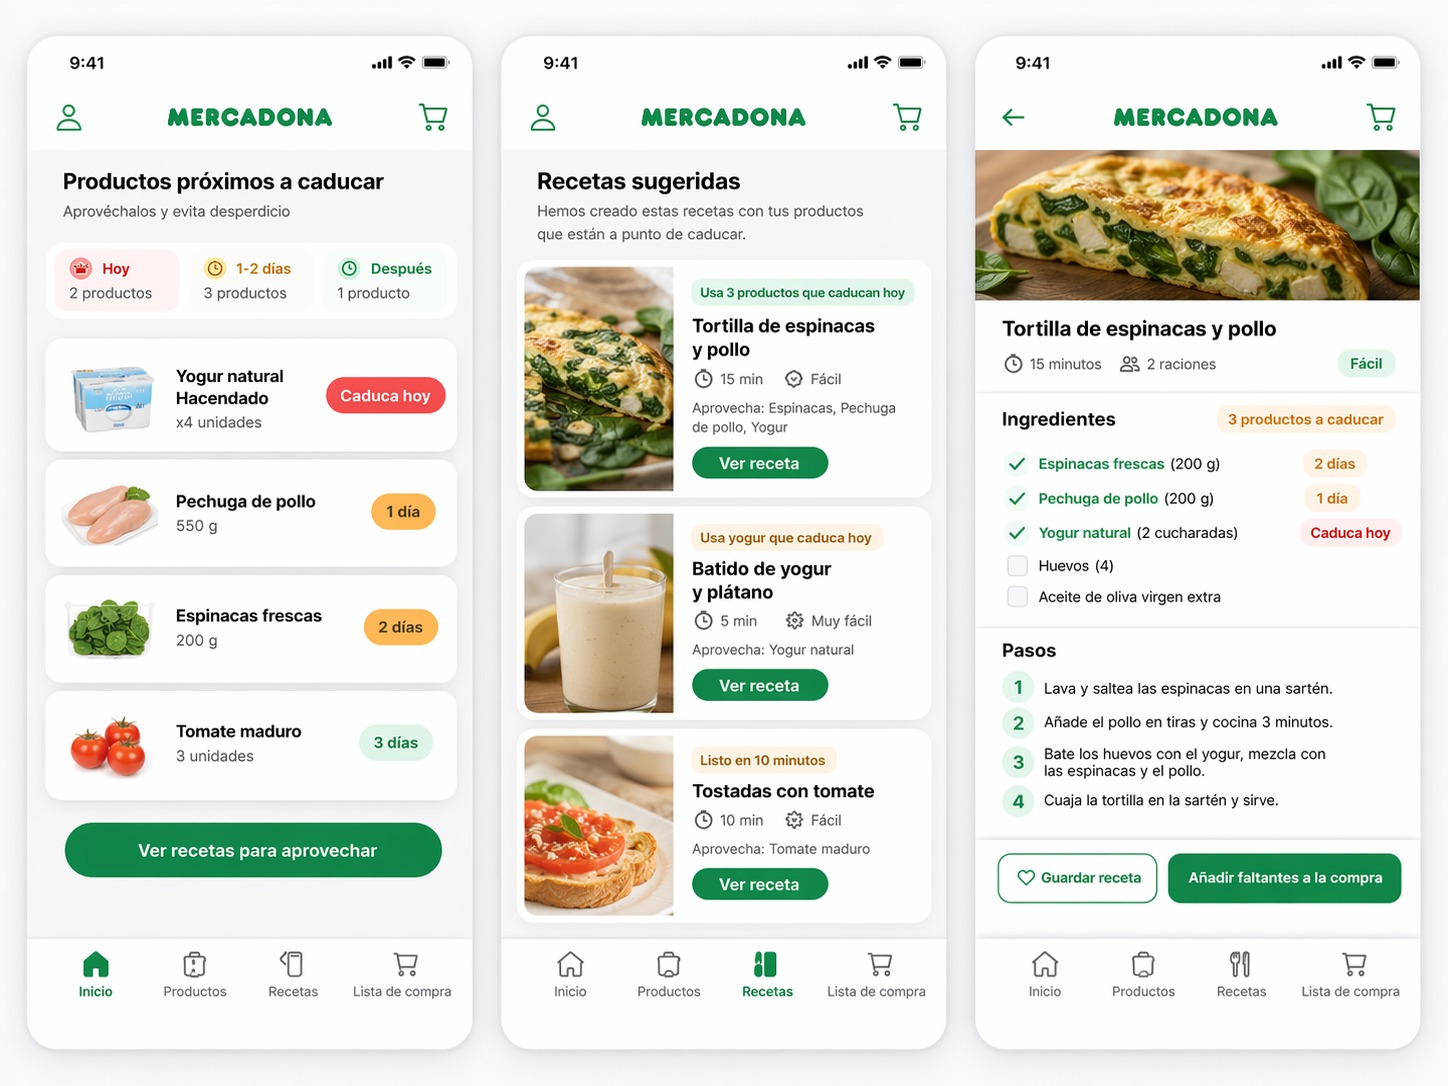 9:41
MERCADONA
Productos próximos a caducar
Aprovéchalos y evita desperdicio
Hoy
2 productos
1-2 días
3 productos
Después
1 producto
Yogur natural
Hacendado
x4 unidades
Caduca hoy
Pechuga de pollo
550 g
1 día
Espinacas frescas
200 g
2 días
Tomate maduro
3 unidades
3 días
Ver recetas para aprovechar
Inicio
Productos
Recetas
Lista de compra
9:41
MERCADONA
Recetas sugeridas
Hemos creado estas recetas con tus productos
que están a punto de caducar.
Usa 3 productos que caducan hoy
Tortilla de espinacas
y pollo
15 min
Fácil
Aprovecha: Espinacas, Pechuga
de pollo, Yogur
Ver receta
Usa yogur que caduca hoy
Batido de yogur
y plátano
5 min
Muy fácil
Aprovecha: Yogur natural
Ver receta
Listo en 10 minutos
Tostadas con tomate
10 min
Fácil
Aprovecha: Tomate maduro
Ver receta
Inicio
Productos
Recetas
Lista de compra
9:41
MERCADONA
Tortilla de espinacas y pollo
15 minutos
2 raciones
Fácil
Ingredientes
3 productos a caducar
Espinacas frescas (200 g)
2 días
Pechuga de pollo (200 g)
1 día
Yogur natural (2 cucharadas)
Caduca hoy
Huevos (4)
Aceite de oliva virgen extra
Pasos
1 Lava y saltea las espinacas en una sartén.
2 Añade el pollo en tiras y cocina 3 minutos.
3 Bate los huevos con el yogur, mezcla con
las espinacas y el pollo.
4 Cuaja la tortilla en la sartén y sirve.
Guardar receta
Añadir faltantes a la compra
Inicio
Productos
Recetas
Lista de compra